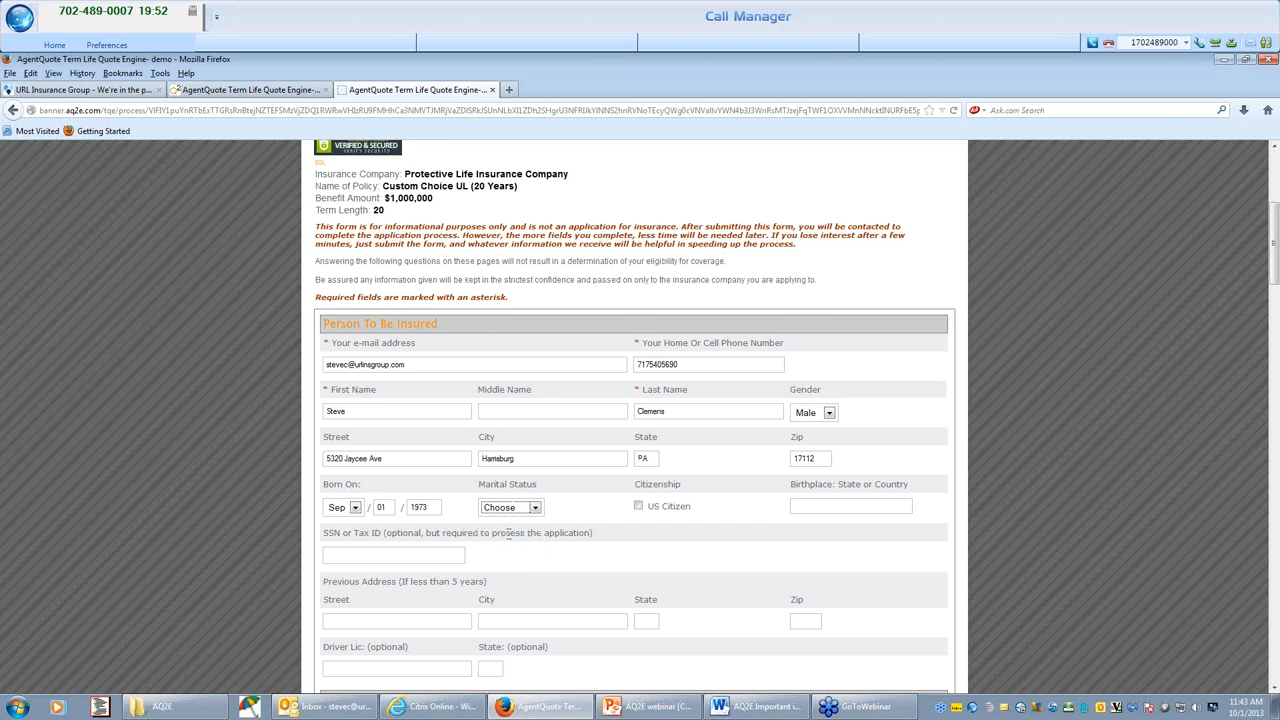 702-489-0007 19:52
Call Manager
Home Preferences
1702489000
AgentQuote Term Life Quote Engine- demo - Mozilla Firefox
File Edit View History Bookmarks Tools Help
URL Insurance Group - We're in the p... AgentQuote Term Life Quote Engine-... AgentQuote Term Life Quote Engine-...
Ask.com Search
Most Visited Getting Started
VERIFIED & SECURED
VERIFY SECURITY
Insurance Company: Protective Life Insurance Company
Name of Policy: Custom Choice UL (20 Years)
Benefit Amount: $1,000,000
Term Length: 20
This form is for informational purposes only and is not an application for insurance. After submitting this form, you will be contacted to
complete the application process. However, the more fields you complete, less time will be needed later. If you lose interest after a few
minutes, just submit the form, and whatever information we receive will be helpful in speeding up the process.
Answering the following questions on these pages will not result in a determination of your eligibility for coverage.
Be assured any information given will be kept in the strictest confidence and passed on only to the insurance company you are applying to.
Required fields are marked with an asterisk.
Person To Be Insured
* Your e-mail address * Your Home Or Cell Phone Number
stevec@urlinsgroup.com 7175405690
* First Name Middle Name * Last Name Gender
Steve Clemens Male
Street City State Zip
5320 Jaycee Ave Harrisburg PA 17112
Born On: Marital Status Citizenship Birthplace: State or Country
Sep / 01 / 1973 Choose US Citizen
SSN or Tax ID (optional, but required to process the application)
Previous Address (If less than 5 years)
Street City State Zip
Driver Lic: (optional) State: (optional)
AQ2E Inbox - stevec@ur... Citrix Online - Wi... AgentQuote Ter... AQ2E webinar [C... AQ2E Important i... GoToWebinar
11:43 AM
10/1/2013